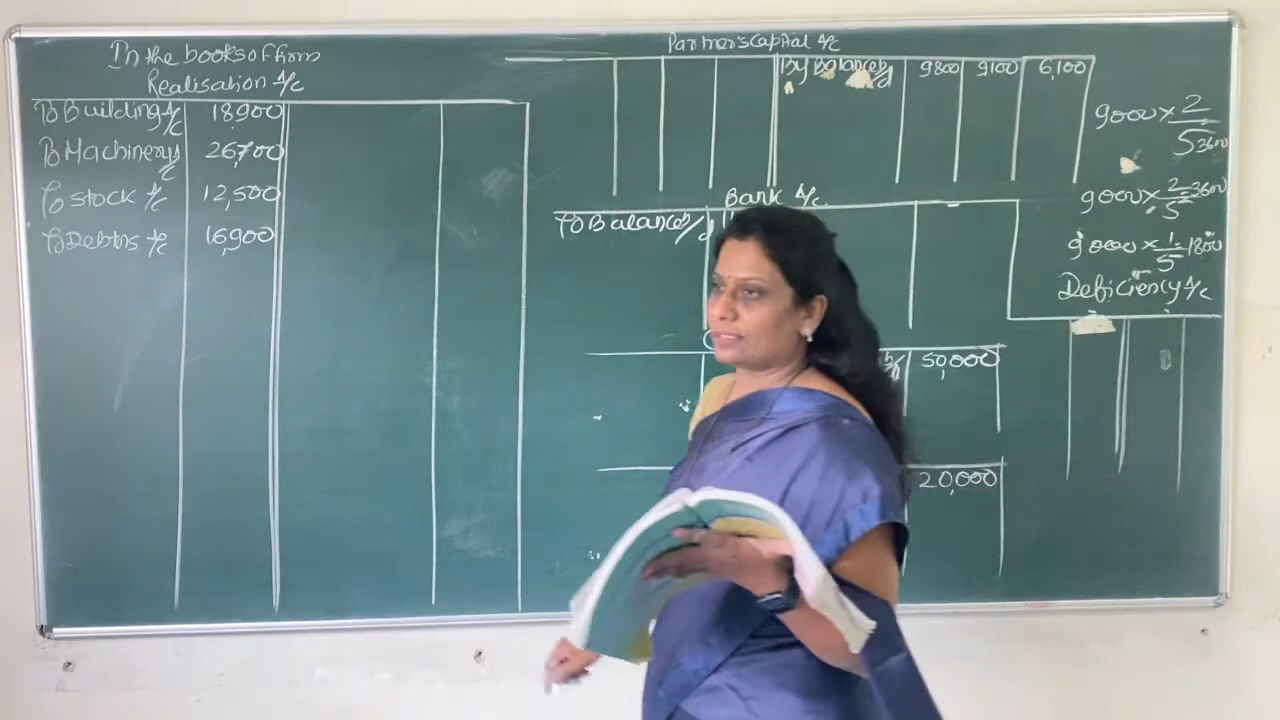 In the books of firm
Realisation A/c
To Building A/c 18,900
To Machinery A/c 26,700
To stock A/c 12,500
To Debtors A/c 16,900
Partner's Capital A/c
By Balance b/d 9800 9100 6,100
Bank A/c
To Balance b/d
50,000
20,000
9000 × 2/5 3600
9000 × 2/5 = 3600
9000 × 1/5 = 1800
Deficiency A/c